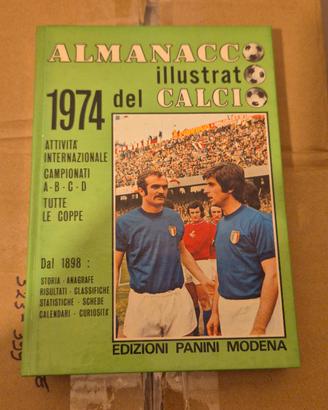 ALMANACCO
illustrato
1974 del CALCIO
ATTIVITA'
INTERNAZIONALE
CAMPIONATI
A-B-C-D
TUTTE
LE COPPE
Dal 1898 :
STORIA - ANAGRAFE
RISULTATI - CLASSIFICHE
STATISTICHE - SCHEDE
CALENDARI - CURIOSITA'
EDIZIONI PANINI MODENA